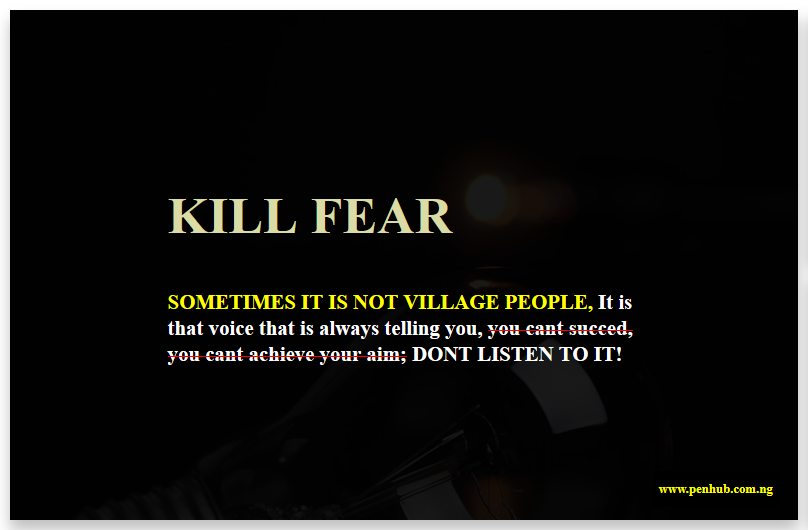 KILL FEAR
SOMETIMES IT IS NOT VILLAGE PEOPLE, It is
that voice that is always telling you, you cant succed,
you cant achieve your aim; DONT LISTEN TO IT!
www.penhub.com.ng